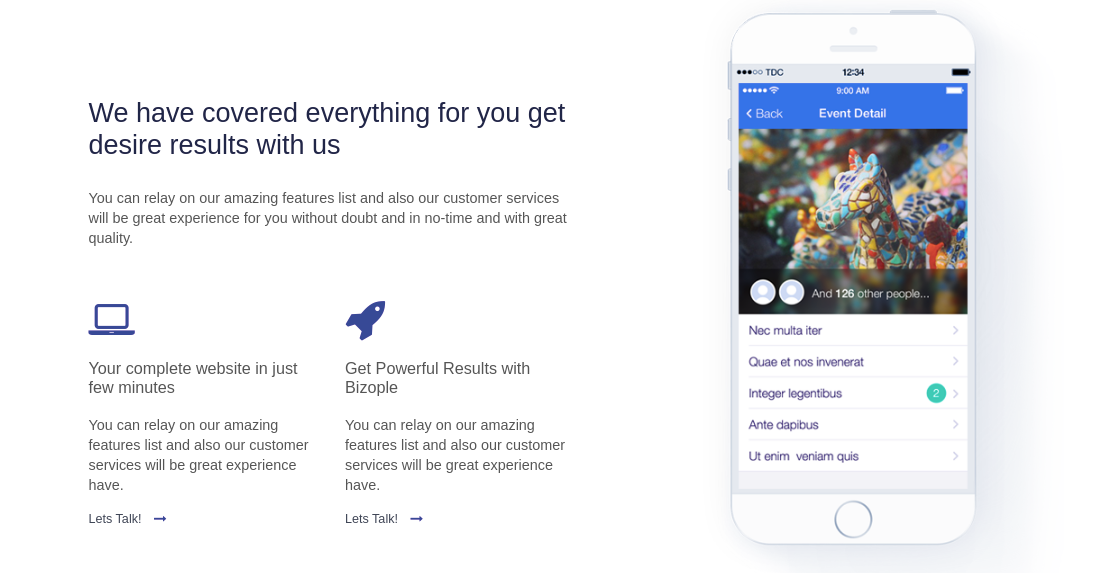 We have covered everything for you get
desire results with us
You can relay on our amazing features list and also our customer services
will be great experience for you without doubt and in no-time and with great
quality.
Your complete website in just
few minutes
You can relay on our amazing
features list and also our customer
services will be great experience
have.
Lets Talk!
Get Powerful Results with
Bizople
You can relay on our amazing
features list and also our customer
services will be great experience
have.
Lets Talk!
TDC 12:34
9:00 AM
Back Event Detail
And 126 other people...
Nec multa iter
Quae et nos invenerat
Integer legentibus 2
Ante dapibus
Ut enim veniam quis